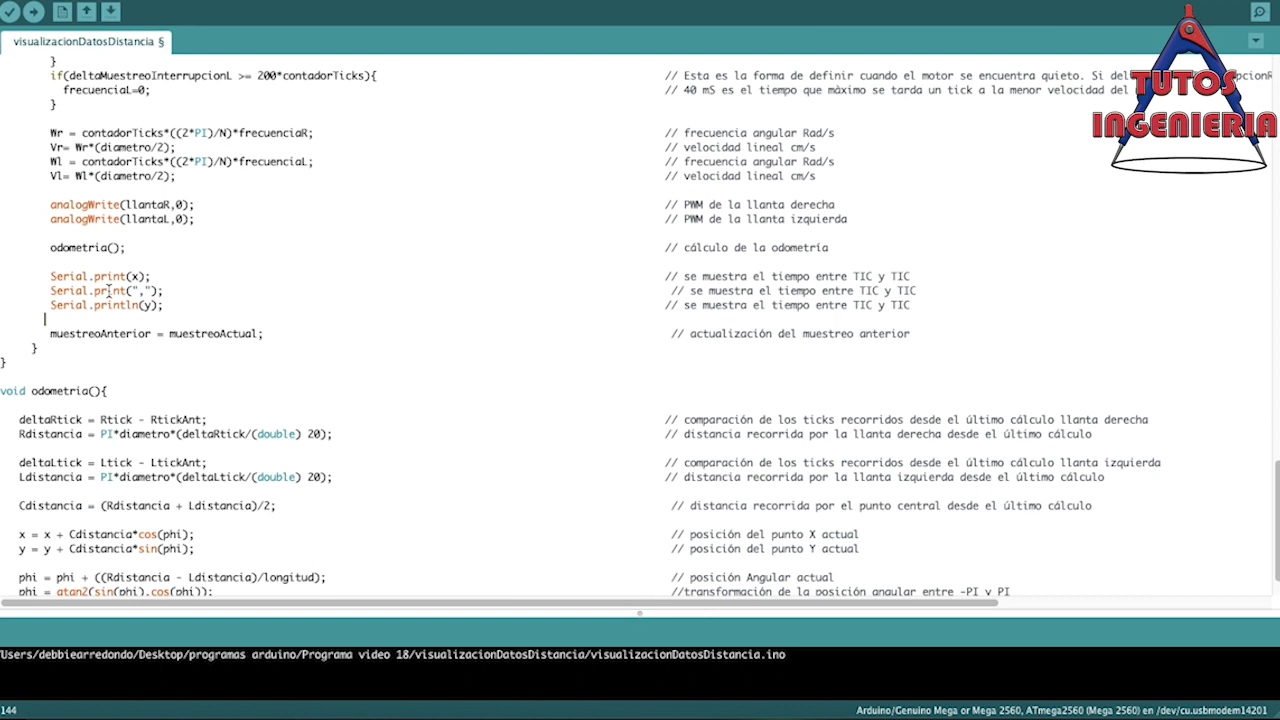 visualizacionDatosDistancia §
}
if(deltaMuestreoInterrupcionL >= 200*contadorTicks){ // Esta es la forma de definir cuando el motor se encuentra quieto. Si del
frecuenciaL=0; // 40 mS es el tiempo que màximo se tarda un tick a la menor velocidad del
}
Wr = contadorTicks*((2*PI)/N)*frecuenciaR; // frecuencia angular Rad/s
Vr= Wr*(diametro/2); // velocidad lineal cm/s
Wl = contadorTicks*((2*PI)/N)*frecuenciaL; // frecuencia angular Rad/s
Vl= Wl*(diametro/2); // velocidad lineal cm/s
analogWrite(llantaR,0); // PWM de la llanta derecha
analogWrite(llantaL,0); // PWM de la llanta izquierda
odometria(); // cálculo de la odometría
Serial.print(x); // se muestra el tiempo entre TIC y TIC
Serial.print(","); // se muestra el tiempo entre TIC y TIC
Serial.println(y); // se muestra el tiempo entre TIC y TIC
muestreoAnterior = muestreoActual; // actualización del muestreo anterior
}
}
void odometria(){
deltaRtick = Rtick - RtickAnt; // comparación de los ticks recorridos desde el último cálculo llanta derecha
Rdistancia = PI*diametro*(deltaRtick/(double) 20); // distancia recorrida por la llanta derecha desde el último cálculo
deltaLtick = Ltick - LtickAnt; // comparación de los ticks recorridos desde el último cálculo llanta izquierda
Ldistancia = PI*diametro*(deltaLtick/(double) 20); // distancia recorrida por la llanta izquierda desde el último cálculo
Cdistancia = (Rdistancia + Ldistancia)/2; // distancia recorrida por el punto central desde el último cálculo
x = x + Cdistancia*cos(phi); // posición del punto X actual
y = y + Cdistancia*sin(phi); // posición del punto Y actual
phi = phi + ((Rdistancia - Ldistancia)/longitud); // posición Angular actual
phi = atan2(sin(phi),cos(phi)); //transformación de la posición angular entre -PI y PI
TUTOS
INGENIERIA
Users/debbiearredondo/Desktop/programas arduino/Programa video 18/visualizacionDatosDistancia/visualizacionDatosDistancia.ino
144 Arduino/Genuino Mega or Mega 2560, ATmega2560 (Mega 2560) en /dev/cu.usbmodem14201